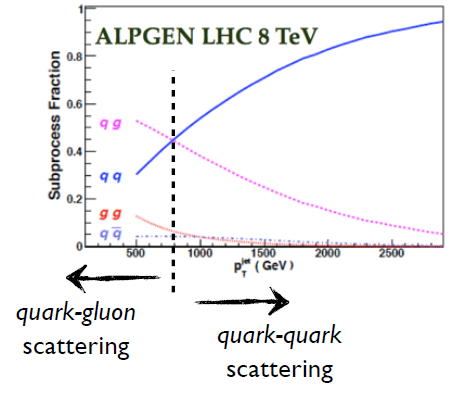 ALPGEN LHC 8 TeV
Subprocess Fraction
1
0.8
0.6
0.4
0.2
0
q g
q q
g g
q q̅
500
1000
1500
2000
2500
p_T^jet ( GeV )
quark-gluon
scattering
quark-quark
scattering